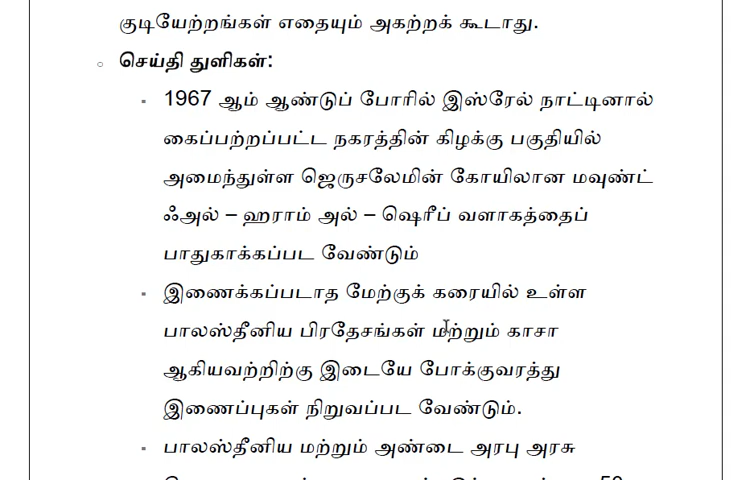 குடியேற்றங்கள் எதையும் அகற்றக் கூடாது.
செய்தி துளிகள்:
1967 ஆம் ஆண்டுப் போரில் இஸ்ரேல் நாட்டினால்
கைப்பற்றப்பட்ட நகரத்தின் கிழக்கு பகுதியில்
அமைந்துள்ள ஜெருசலேமின் கோயிலான மவுண்ட்
ஃஅல் – ஹராம் அல் – ஷெரீப் வளாகத்தைப்
பாதுகாக்கப்பட வேண்டும்
இணைக்கப்படாத மேற்குக் கரையில் உள்ள
பாலஸ்தீனிய பிரதேசங்கள் மற்றும் காசா
ஆகியவற்றிற்கு இடையே போக்குவரத்து
இணைப்புகள் நிறுவப்பட வேண்டும்.
பாலஸ்தீனிய மற்றும் அண்டை அரபு அரசு
50